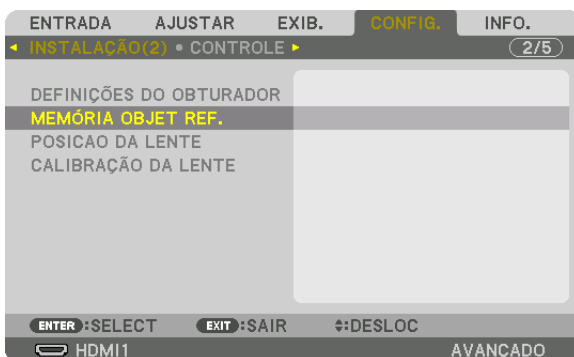 ENTRADA AJUSTAR EXIB. CONFIG. INFO.
INSTALAÇÃO(2) • CONTROLE 2/5
DEFINIÇÕES DO OBTURADOR
MEMÓRIA OBJET REF.
POSICAO DA LENTE
CALIBRAÇÃO DA LENTE
ENTER :SELECT EXIT :SAIR :DESLOC
HDMI1 AVANCADO